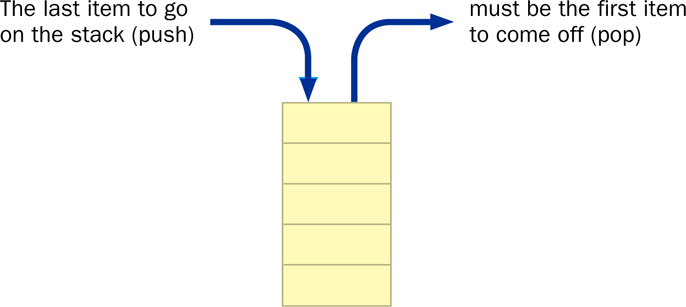 The last item to go
on the stack (push)
must be the first item
to come off (pop)